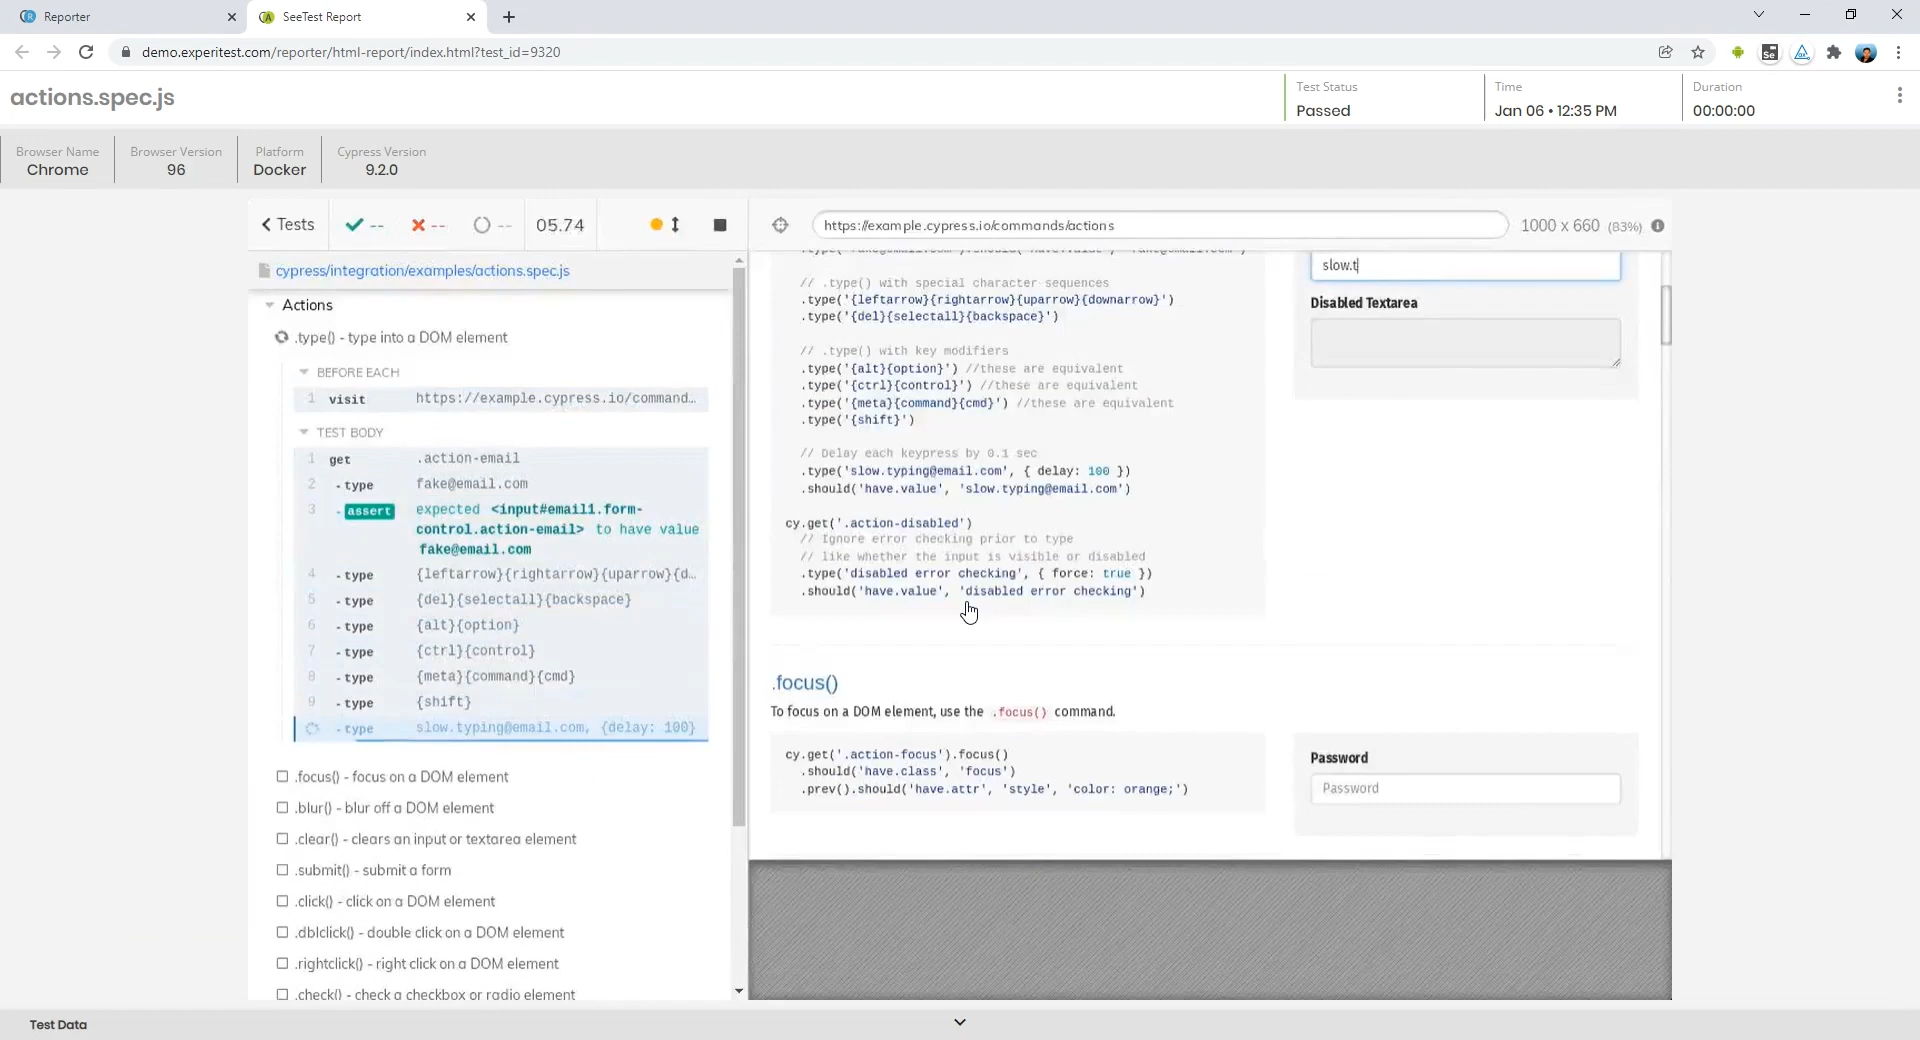 Reporter
SeeTest Report
demo.experitest.com/reporter/html-report/index.html?test_id=9320
actions.spec.js
Test Status
Passed
Time
Jan 06 • 12:35 PM
Duration
00:00:00
Browser Name
Chrome
Browser Version
96
Platform
Docker
Cypress Version
9.2.0
Tests
--
--
--
05.74
https://example.cypress.io/commands/actions
1000 x 660 (83%)
cypress/integration/examples/actions.spec.js
Actions
.type() - type into a DOM element
BEFORE EACH
1 visit https://example.cypress.io/command…
TEST BODY
1 get .action-email
2 -type fake@email.com
3 -assert expected <input#email1.form-
control.action-email> to have value
fake@email.com
4 -type {leftarrow}{rightarrow}{uparrow}{d…
5 -type {del}{selectall}{backspace}
6 -type {alt}{option}
7 -type {ctrl}{control}
8 -type {meta}{command}{cmd}
9 -type {shift}
-type slow.typing@email.com, {delay: 100}
.focus() - focus on a DOM element
.blur() - blur off a DOM element
.clear() - clears an input or textarea element
.submit() - submit a form
.click() - click on a DOM element
.dblclick() - double click on a DOM element
.rightclick() - right click on a DOM element
.check() - check a checkbox or radio element
// .type() with special character sequences
.type('{leftarrow}{rightarrow}{uparrow}{downarrow}')
.type('{del}{selectall}{backspace}')
// .type() with key modifiers
.type('{alt}{option}') //these are equivalent
.type('{ctrl}{control}') //these are equivalent
.type('{meta}{command}{cmd}') //these are equivalent
.type('{shift}')
// Delay each keypress by 0.1 sec
.type('slow.typing@email.com', { delay: 100 })
.should('have.value', 'slow.typing@email.com')
cy.get('.action-disabled')
// Ignore error checking prior to type
// like whether the input is visible or disabled
.type('disabled error checking', { force: true })
.should('have.value', 'disabled error checking')
slow.t
Disabled Textarea
.focus()
To focus on a DOM element, use the .focus() command.
cy.get('.action-focus').focus()
.should('have.class', 'focus')
.prev().should('have.attr', 'style', 'color: orange;')
Password
Password
Test Data